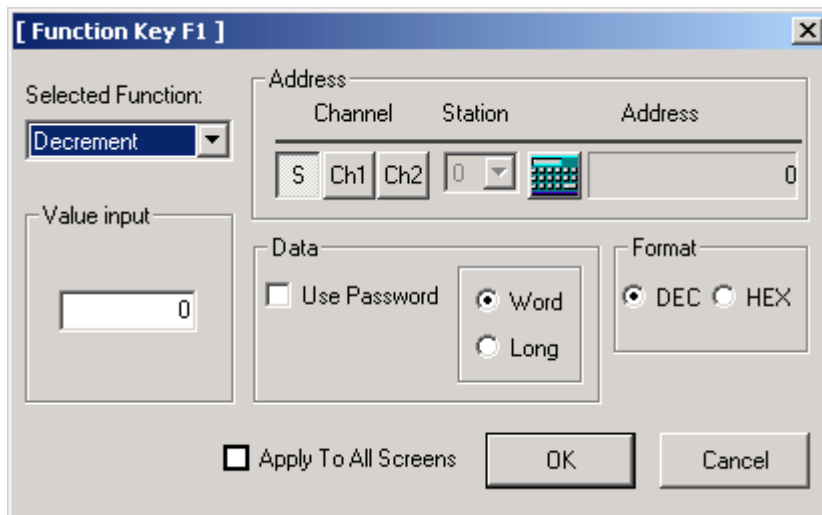 [ Function Key F1 ]
Selected Function:
Decrement
Address
Channel Station Address
S Ch1 Ch2 0 0
Value input
0
Data
Use Password
Word
Long
Format
DEC HEX
Apply To All Screens
OK
Cancel